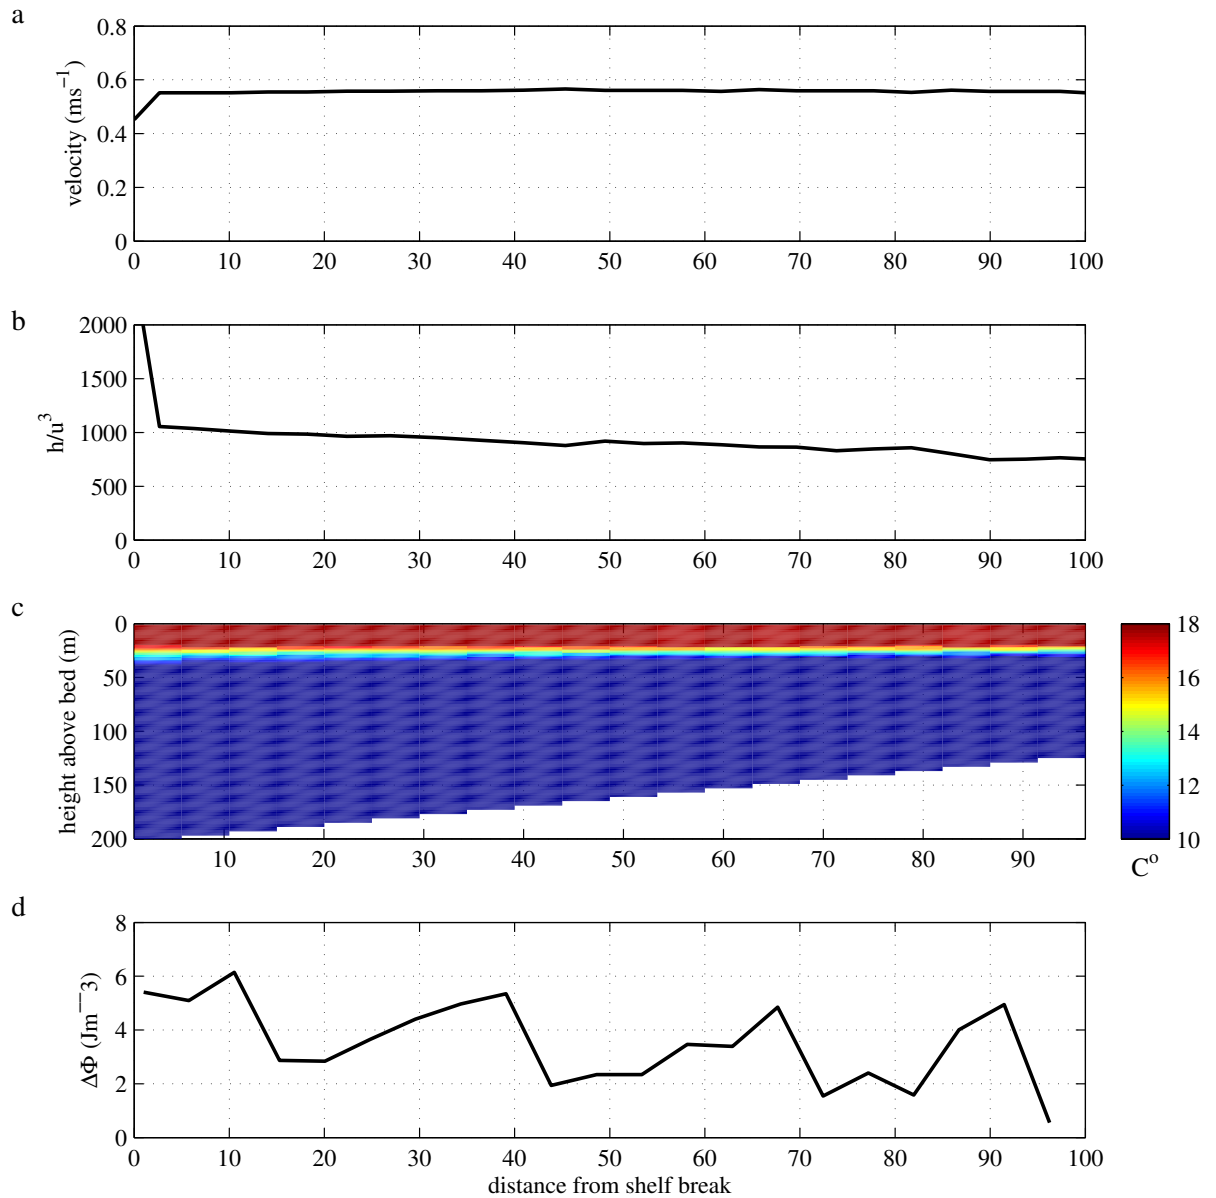 a
velocity (ms⁻¹)
0.8
0.6
0.4
0.2
0
0 10 20 30 40 50 60 70 80 90 100
b
h/u³
2000
1500
1000
500
0
0 10 20 30 40 50 60 70 80 90 100
c
height above bed (m)
0
50
100
150
200
10 20 30 40 50 60 70 80 90
18
16
14
12
10
Cᵒ
d
ΔΦ (Jm⁻⁻3)
8
6
4
2
0
0 10 20 30 40 50 60 70 80 90 100
distance from shelf break